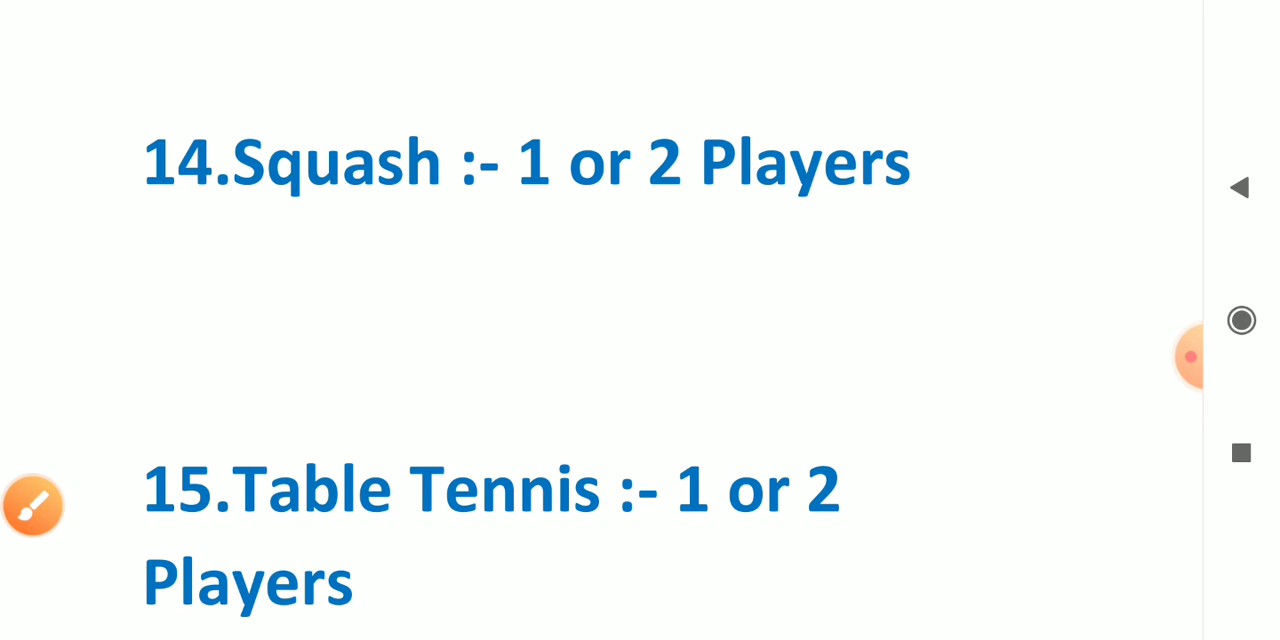 14.Squash :- 1 or 2 Players
15.Table Tennis :- 1 or 2
Players